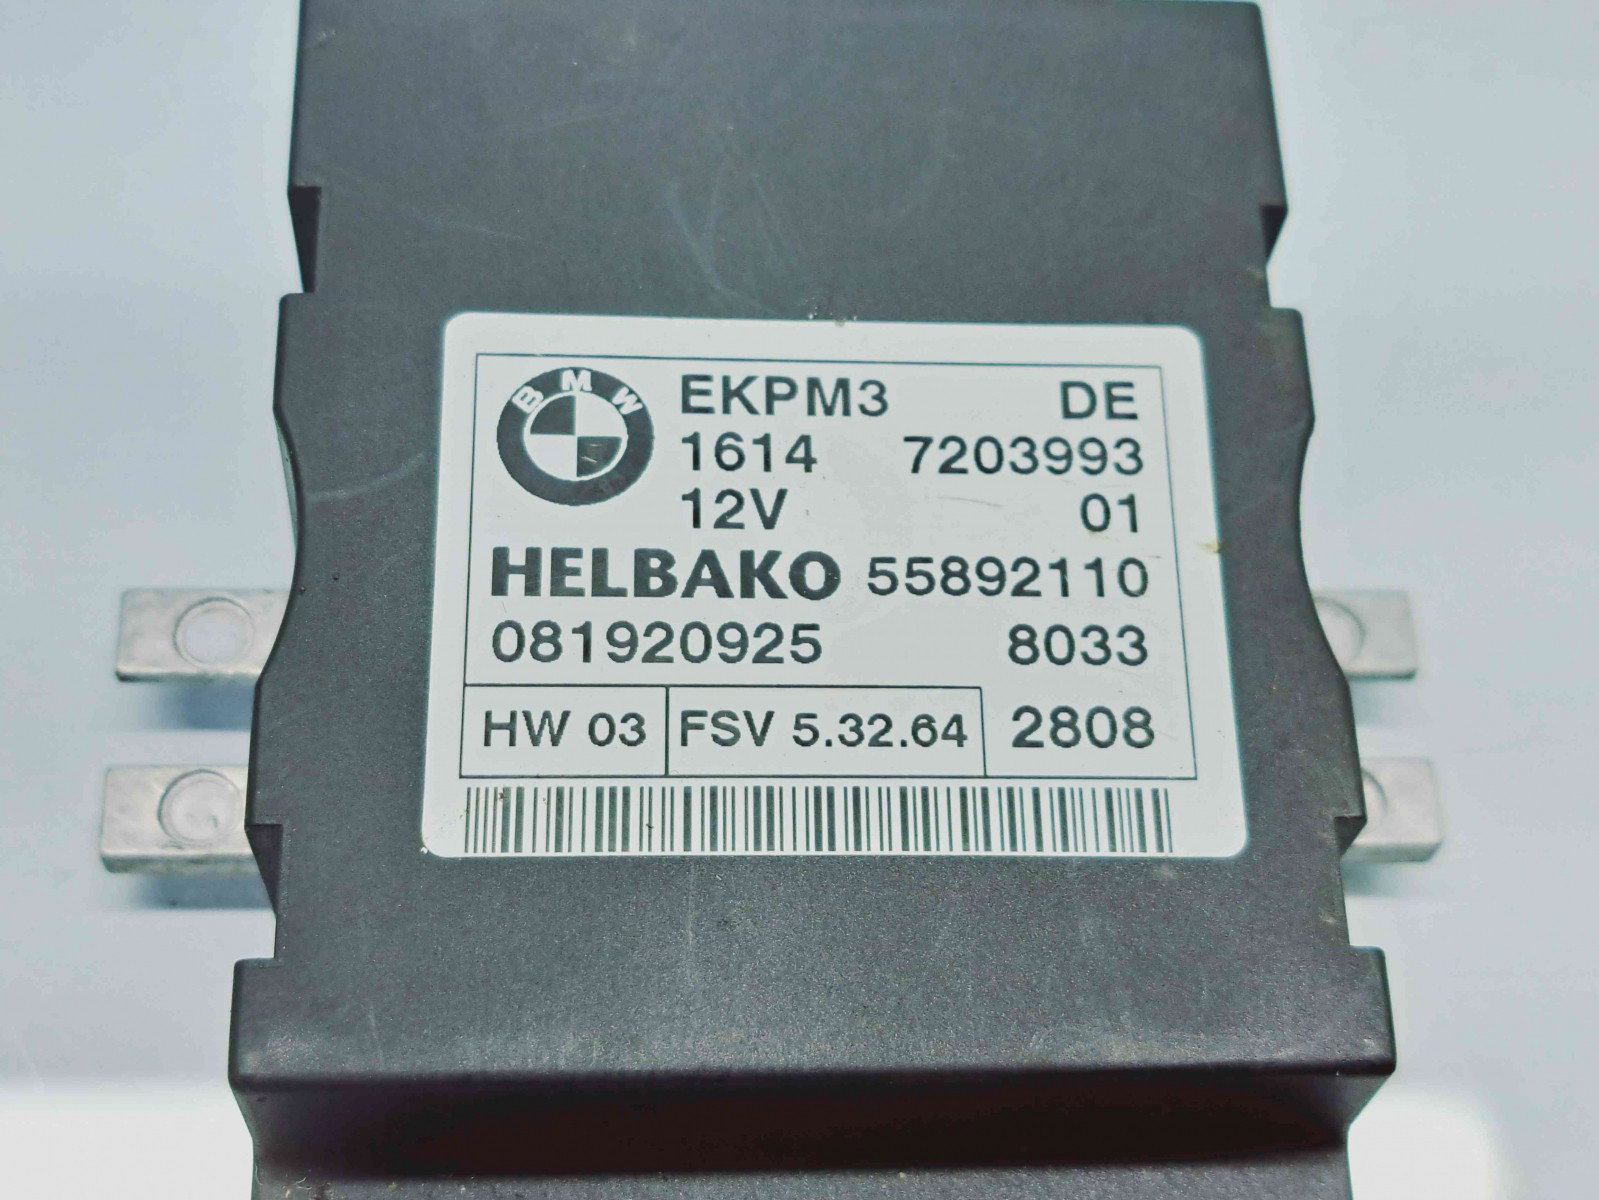 BMW
EKPM3 DE
1614 7203993
12V 01
HELBAKO 55892110
081920925 8033
HW 03 FSV 5.32.64 2808